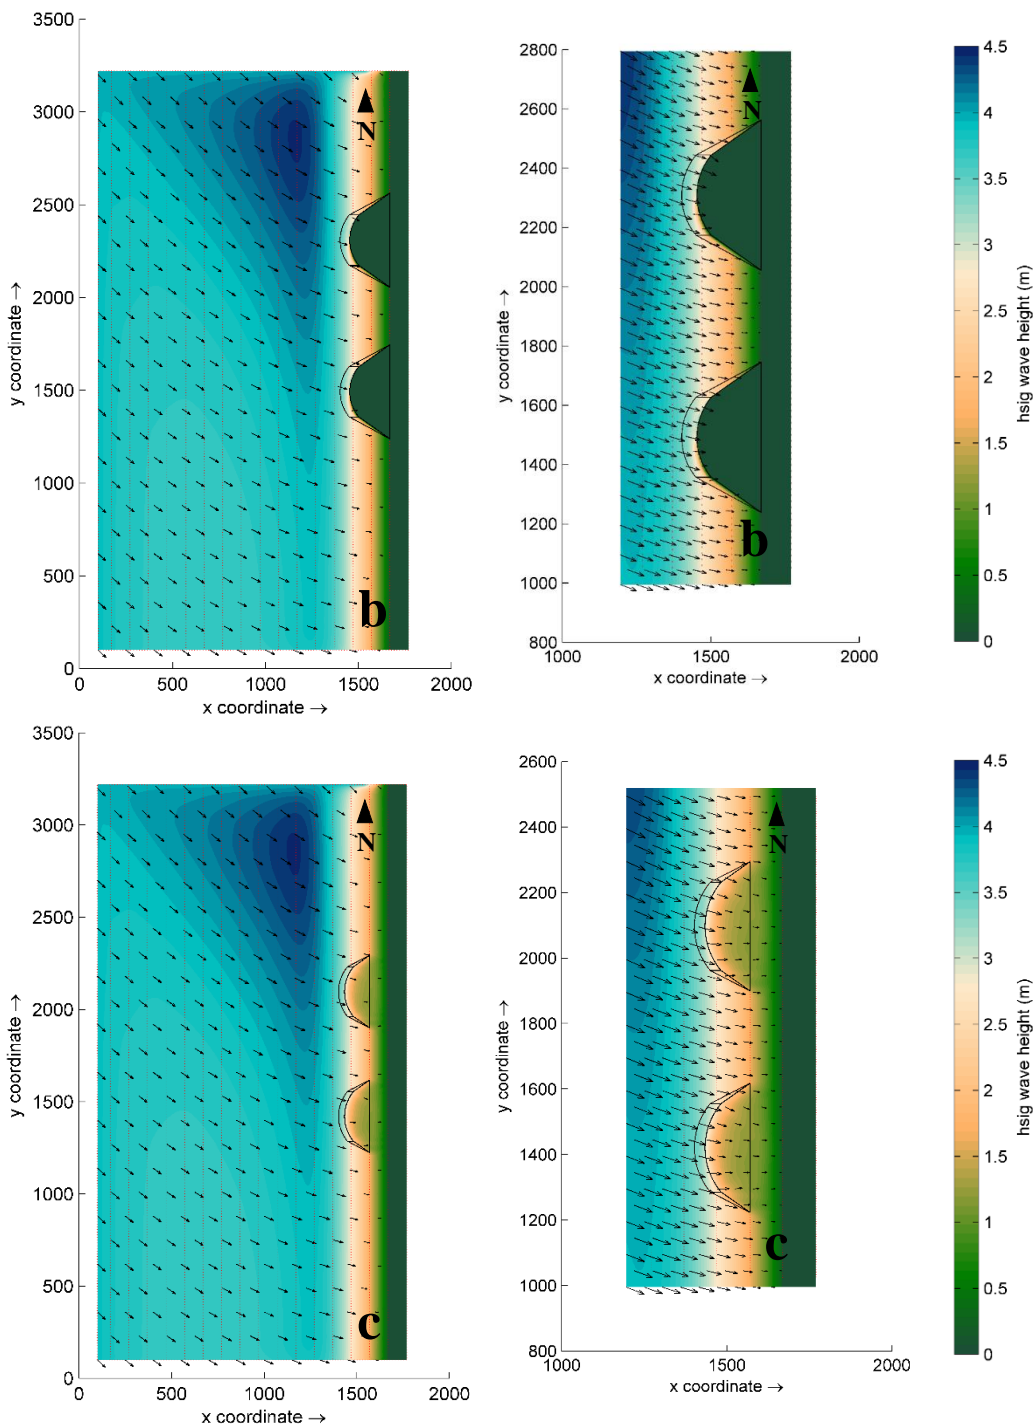 3500
3000
2500
2000
1500
1000
500
0
y coordinate →
0 500 1000 1500 2000
x coordinate →
N
b
2800
2600
2400
2200
2000
1800
1600
1400
1200
1000
800
y coordinate →
1000 1500 2000
x coordinate →
N
b
4.5
4
3.5
3
2.5
2
1.5
1
0.5
0
hsig wave height (m)
3500
3000
2500
2000
1500
1000
500
0
y coordinate →
0 500 1000 1500 2000
x coordinate →
N
c
2600
2400
2200
2000
1800
1600
1400
1200
1000
800
y coordinate →
1000 1500 2000
x coordinate →
N
c
4.5
4
3.5
3
2.5
2
1.5
1
0.5
0
hsig wave height (m)